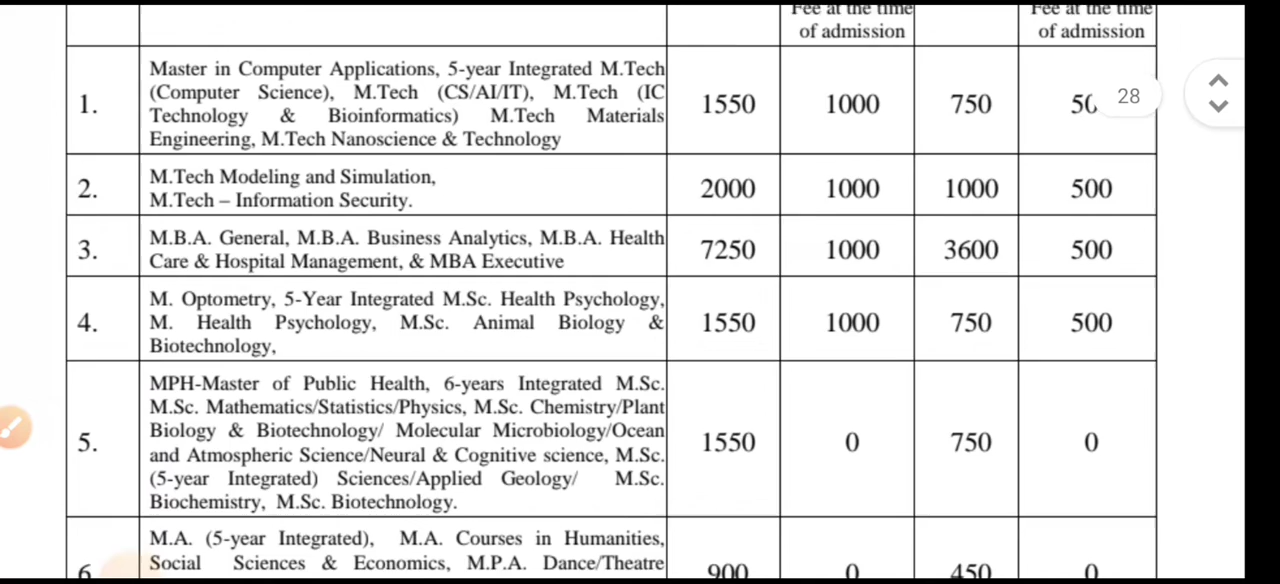 Fee at the time Fee at the time
of admission of admission
Master in Computer Applications, 5-year Integrated M.Tech
(Computer Science), M.Tech (CS/AI/IT), M.Tech (IC
1. 1550 1000 750 50 28
Technology & Bioinformatics) M.Tech Materials
Engineering, M.Tech Nanoscience & Technology
M.Tech Modeling and Simulation,
2. 2000 1000 1000 500
M.Tech – Information Security.
M.B.A. General, M.B.A. Business Analytics, M.B.A. Health
3. 7250 1000 3600 500
Care & Hospital Management, & MBA Executive
M. Optometry, 5-Year Integrated M.Sc. Health Psychology,
4. M. Health Psychology, M.Sc. Animal Biology & 1550 1000 750 500
Biotechnology,
MPH-Master of Public Health, 6-years Integrated M.Sc.
M.Sc. Mathematics/Statistics/Physics, M.Sc. Chemistry/Plant
Biology & Biotechnology/ Molecular Microbiology/Ocean
5. 1550 0 750 0
and Atmospheric Science/Neural & Cognitive science, M.Sc.
(5-year Integrated) Sciences/Applied Geology/ M.Sc.
Biochemistry, M.Sc. Biotechnology.
M.A. (5-year Integrated), M.A. Courses in Humanities,
Social Sciences & Economics, M.P.A. Dance/Theatre
6 900 0 450 0